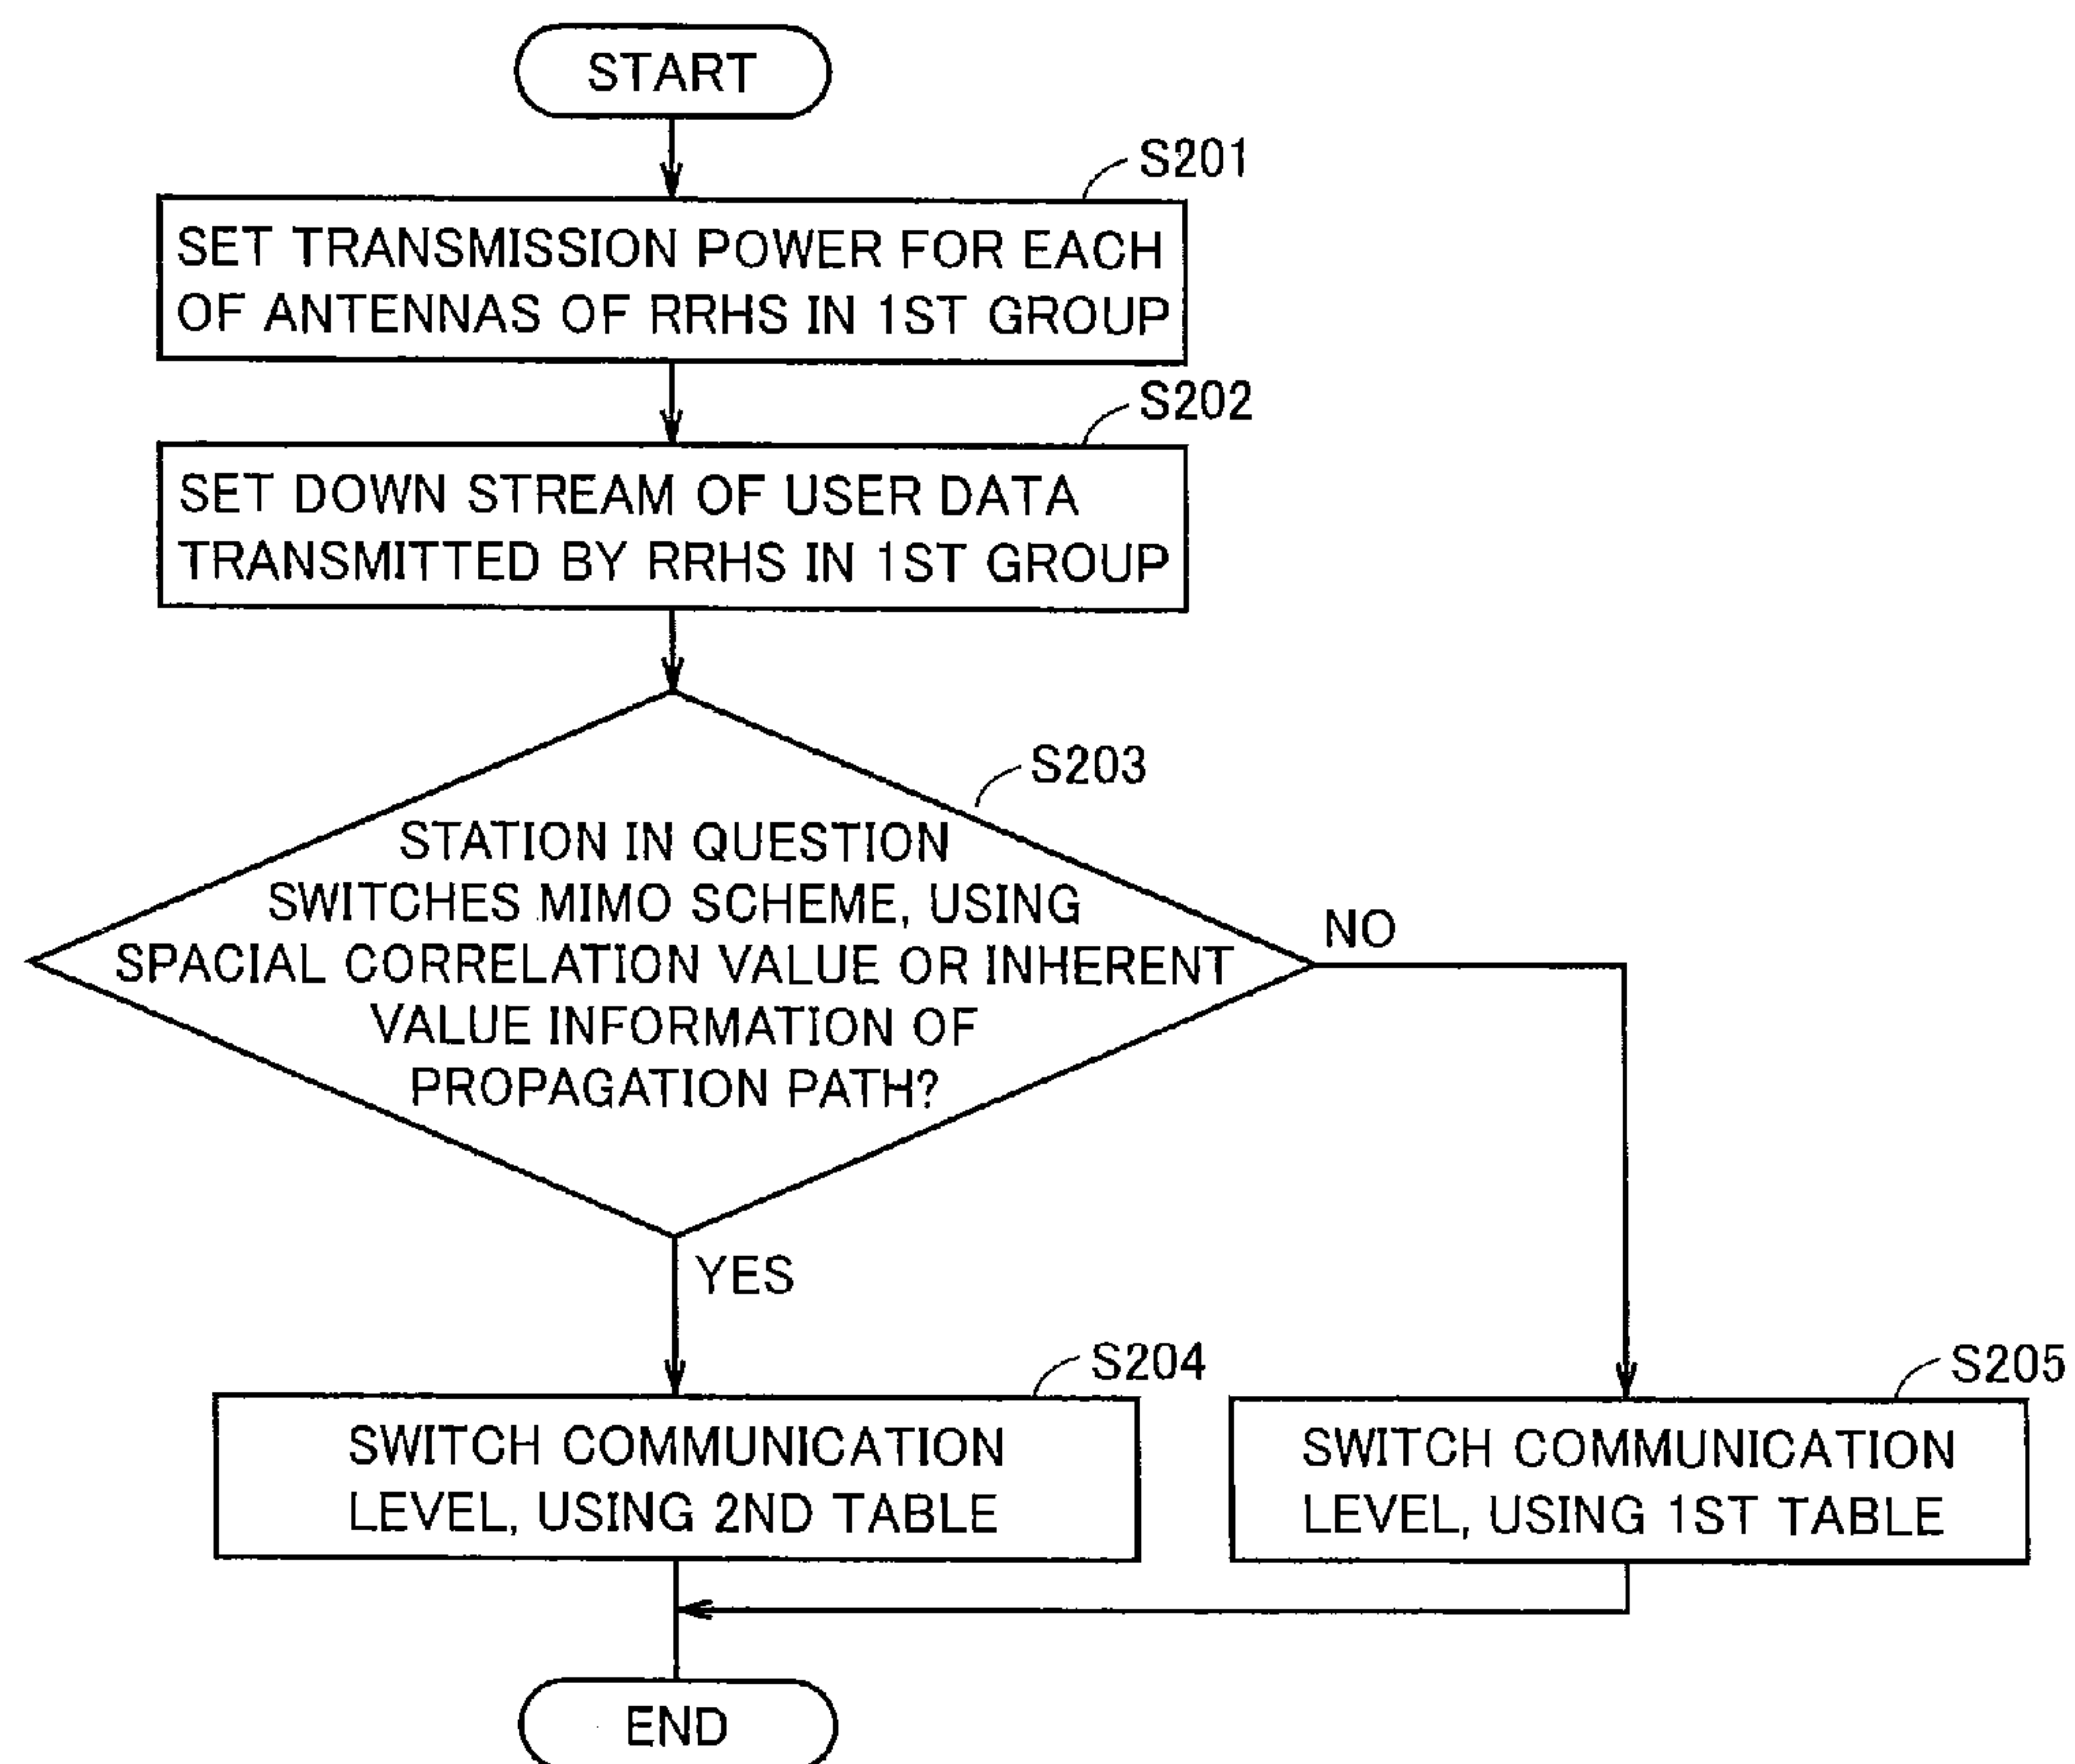 START
S201
SET TRANSMISSION POWER FOR EACH
OF ANTENNAS OF RRHS IN 1ST GROUP
S202
SET DOWN STREAM OF USER DATA
TRANSMITTED BY RRHS IN 1ST GROUP
S203
STATION IN QUESTION
SWITCHES MIMO SCHEME, USING
SPACIAL CORRELATION VALUE OR INHERENT
VALUE INFORMATION OF
PROPAGATION PATH?
NO
YES
S204
SWITCH COMMUNICATION
LEVEL, USING 2ND TABLE
S205
SWITCH COMMUNICATION
LEVEL, USING 1ST TABLE
END